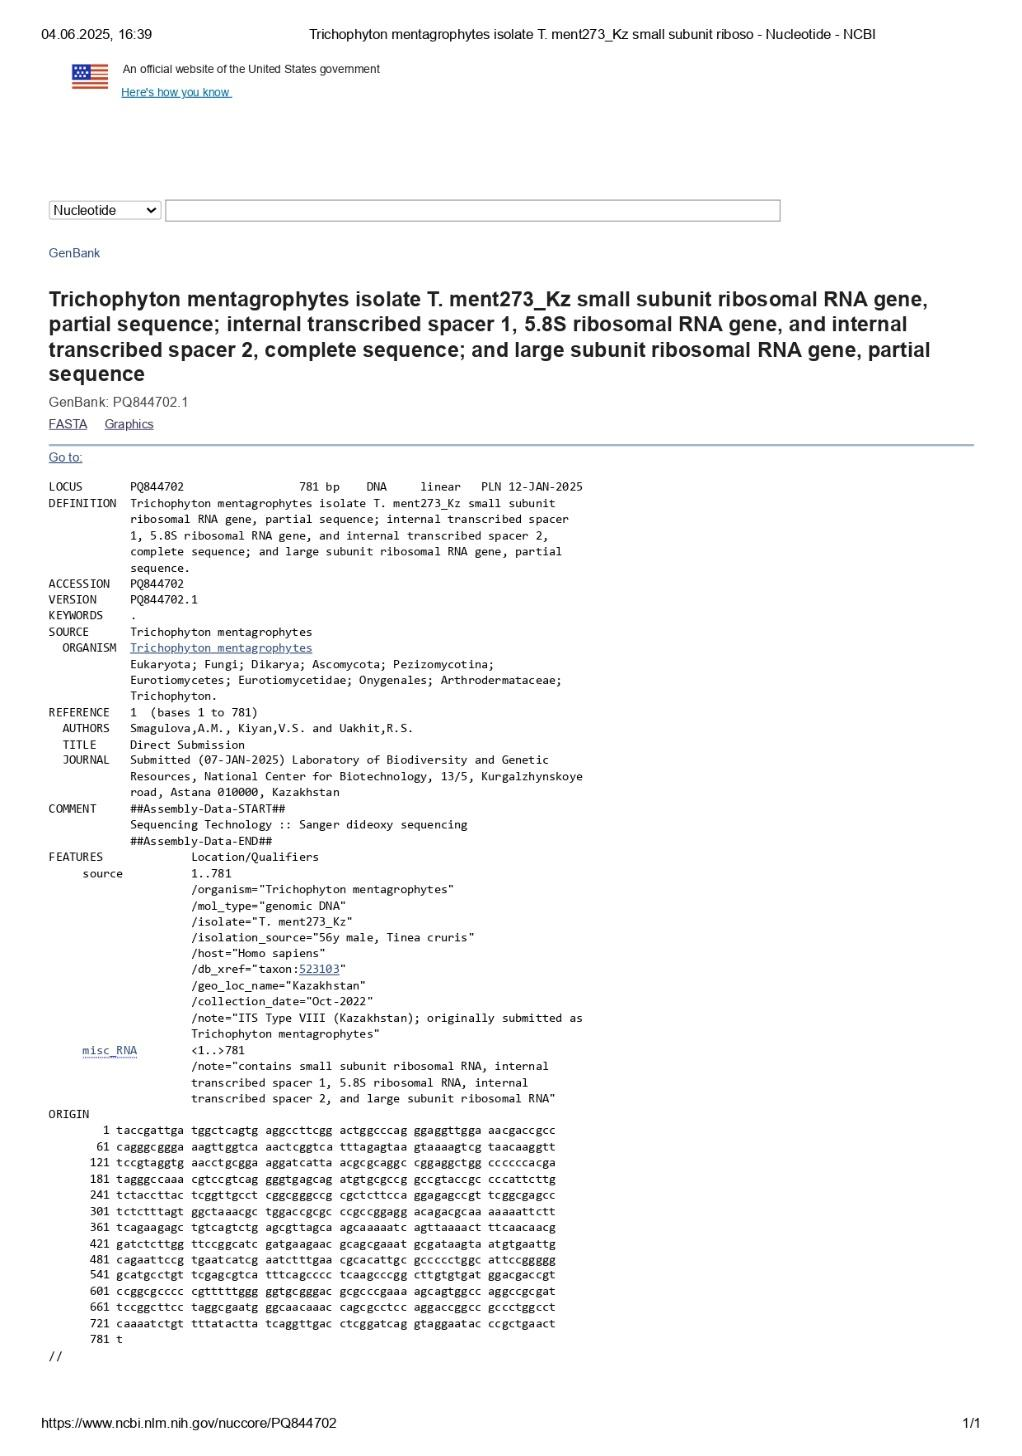 04.06.2025, 16:39 Trichophyton mentagrophytes isolate T. ment273_Kz small subunit riboso - Nucleotide - NCBI
An official website of the United States government
Here's how you know
Nucleotide
GenBank
Trichophyton mentagrophytes isolate T. ment273_Kz small subunit ribosomal RNA gene,
partial sequence; internal transcribed spacer 1, 5.8S ribosomal RNA gene, and internal
transcribed spacer 2, complete sequence; and large subunit ribosomal RNA gene, partial
sequence
GenBank: PQ844702.1
FASTA Graphics
Go to:
LOCUS PQ844702 781 bp DNA linear PLN 12-JAN-2025
DEFINITION Trichophyton mentagrophytes isolate T. ment273_Kz small subunit
ribosomal RNA gene, partial sequence; internal transcribed spacer
1, 5.8S ribosomal RNA gene, and internal transcribed spacer 2,
complete sequence; and large subunit ribosomal RNA gene, partial
sequence.
ACCESSION PQ844702
VERSION PQ844702.1
KEYWORDS .
SOURCE Trichophyton mentagrophytes
ORGANISM Trichophyton mentagrophytes
Eukaryota; Fungi; Dikarya; Ascomycota; Pezizomycotina;
Eurotiomycetes; Eurotiomycetidae; Onygenales; Arthrodermataceae;
Trichophyton.
REFERENCE 1 (bases 1 to 781)
AUTHORS Smagulova,A.M., Kiyan,V.S. and Uakhit,R.S.
TITLE Direct Submission
JOURNAL Submitted (07-JAN-2025) Laboratory of Biodiversity and Genetic
Resources, National Center for Biotechnology, 13/5, Kurgalzhynskoye
road, Astana 010000, Kazakhstan
COMMENT ##Assembly-Data-START##
Sequencing Technology :: Sanger dideoxy sequencing
##Assembly-Data-END##
FEATURES Location/Qualifiers
source 1..781
/organism="Trichophyton mentagrophytes"
/mol_type="genomic DNA"
/isolate="T. ment273_Kz"
/isolation_source="56y male, Tinea cruris"
/host="Homo sapiens"
/db_xref="taxon:523103"
/geo_loc_name="Kazakhstan"
/collection_date="Oct-2022"
/note="ITS Type VIII (Kazakhstan); originally submitted as
Trichophyton mentagrophytes"
misc_RNA <1..>781
/note="contains small subunit ribosomal RNA, internal
transcribed spacer 1, 5.8S ribosomal RNA, internal
transcribed spacer 2, and large subunit ribosomal RNA"
ORIGIN
1 taccgattga tggctcagtg aggccttcgg actggcccag ggaggttgga aacgaccgcc
61 cagggcggga aagttggtca aactcggtca tttagagtaa gtaaaagtcg taacaaggtt
121 tccgtaggtg aacctgcgga aggatcatta acgcgcaggc cggaggctgg ccccccacga
181 tagggccaaa cgtccgtcag gggtgagcag atgtgcgccg gccgtaccgc cccattcttg
241 tctaccttac tcggttgcct cggcgggccg cgctcttcca ggagagccgt tcggcgagcc
301 tctctttagt ggctaaacgc tggaccgcgc ccgccggagg acagacgcaa aaaaattctt
361 tcagaagagc tgtcagtctg agcgttagca agcaaaaatc agttaaaact ttcaacaacg
421 gatctcttgg ttccggcatc gatgaagaac gcagcgaaat gcgataagta atgtgaattg
481 cagaattccg tgaatcatcg aatctttgaa cgcacattgc gccccctggc attccggggg
541 gcatgcctgt tcgagcgtca tttcagcccc tcaagcccgg cttgtgtgat ggacgaccgt
601 ccggcgcccc cgtttttggg ggtgcgggac gcgcccgaaa agcagtggcc aggccgcgat
661 tccggcttcc taggcgaatg ggcaacaaac cagcgcctcc aggaccggcc gccctggcct
721 caaaatctgt tttatactta tcaggttgac ctcggatcag gtaggaatac ccgctgaact
781 t
//
https://www.ncbi.nlm.nih.gov/nuccore/PQ844702 1/1